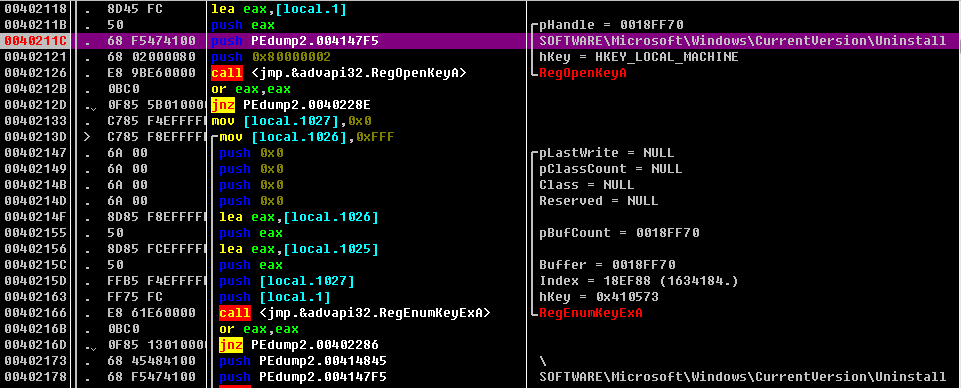 00402118 . 8D45 FC lea eax,[local.1]
0040211B . 50 push eax pHandle = 0018FF70
0040211C . 68 F5474100 push PEdump2.004147F5 SOFTWARE\Microsoft\Windows\CurrentVersion\Uninstall
00402121 . 68 02000080 push 0x80000002 hKey = HKEY_LOCAL_MACHINE
00402126 . E8 9BE60000 call <jmp.&advapi32.RegOpenKeyA> RegOpenKeyA
0040212B . 0BC0 or eax,eax
0040212D . 0F85 5B010000 jnz PEdump2.0040228E
00402133 . C785 F4EFFFF mov [local.1027],0x0
0040213D > C785 F8EFFFF mov [local.1026],0xFFF
00402147 . 6A 00 push 0x0 pLastWrite = NULL
00402149 . 6A 00 push 0x0 pClassCount = NULL
0040214B . 6A 00 push 0x0 Class = NULL
0040214D . 6A 00 push 0x0 Reserved = NULL
0040214F . 8D85 F8EFFFF lea eax,[local.1026]
00402155 . 50 push eax pBufCount = 0018FF70
00402156 . 8D85 FCEFFFF lea eax,[local.1025]
0040215C . 50 push eax Buffer = 0018FF70
0040215D . FFB5 F4EFFFF push [local.1027] Index = 18EF88 (1634184.)
00402163 . FF75 FC push [local.1] hKey = 0x410573
00402166 . E8 61E60000 call <jmp.&advapi32.RegEnumKeyExA> RegEnumKeyExA
0040216B . 0BC0 or eax,eax
0040216D . 0F85 13010000 jnz PEdump2.00402286
00402173 . 68 45484100 push PEdump2.00414845 \
00402178 . 68 F5474100 push PEdump2.004147F5 SOFTWARE\Microsoft\Windows\CurrentVersion\Uninstall